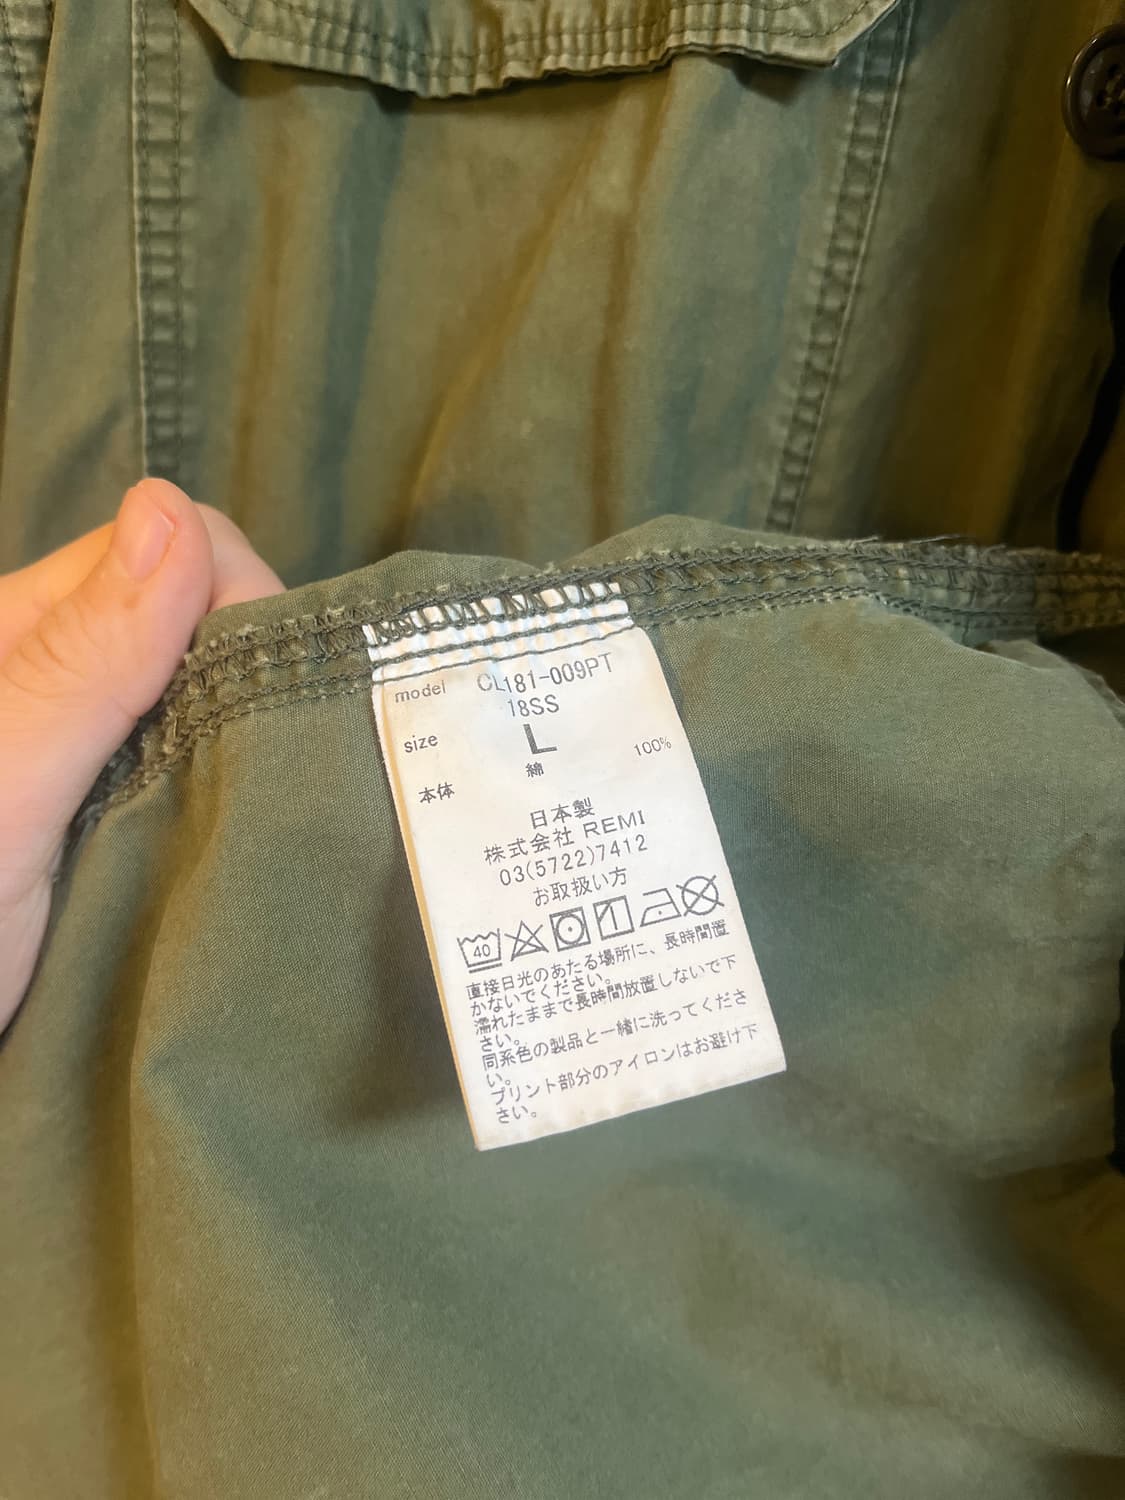 model CL181-009PT
18SS
size L
綿 100%
本体
日本製
株式会社 REMI
03(5722)7412
お取扱い方
40
直接日光のあたる場所に、長時間置
かないでください。
濡れたままで長時間放置しないで下
さい。
同系色の製品と一緒に洗ってくださ
い。
プリント部分のアイロンはお避け下
さい。